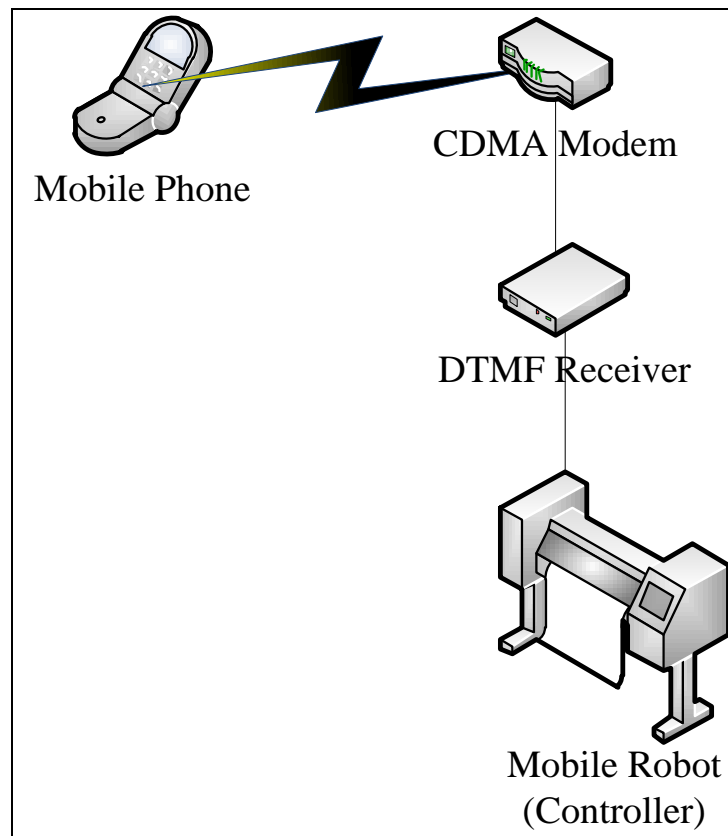 Mobile Phone
CDMA Modem
DTMF Receiver
Mobile Robot
(Controller)